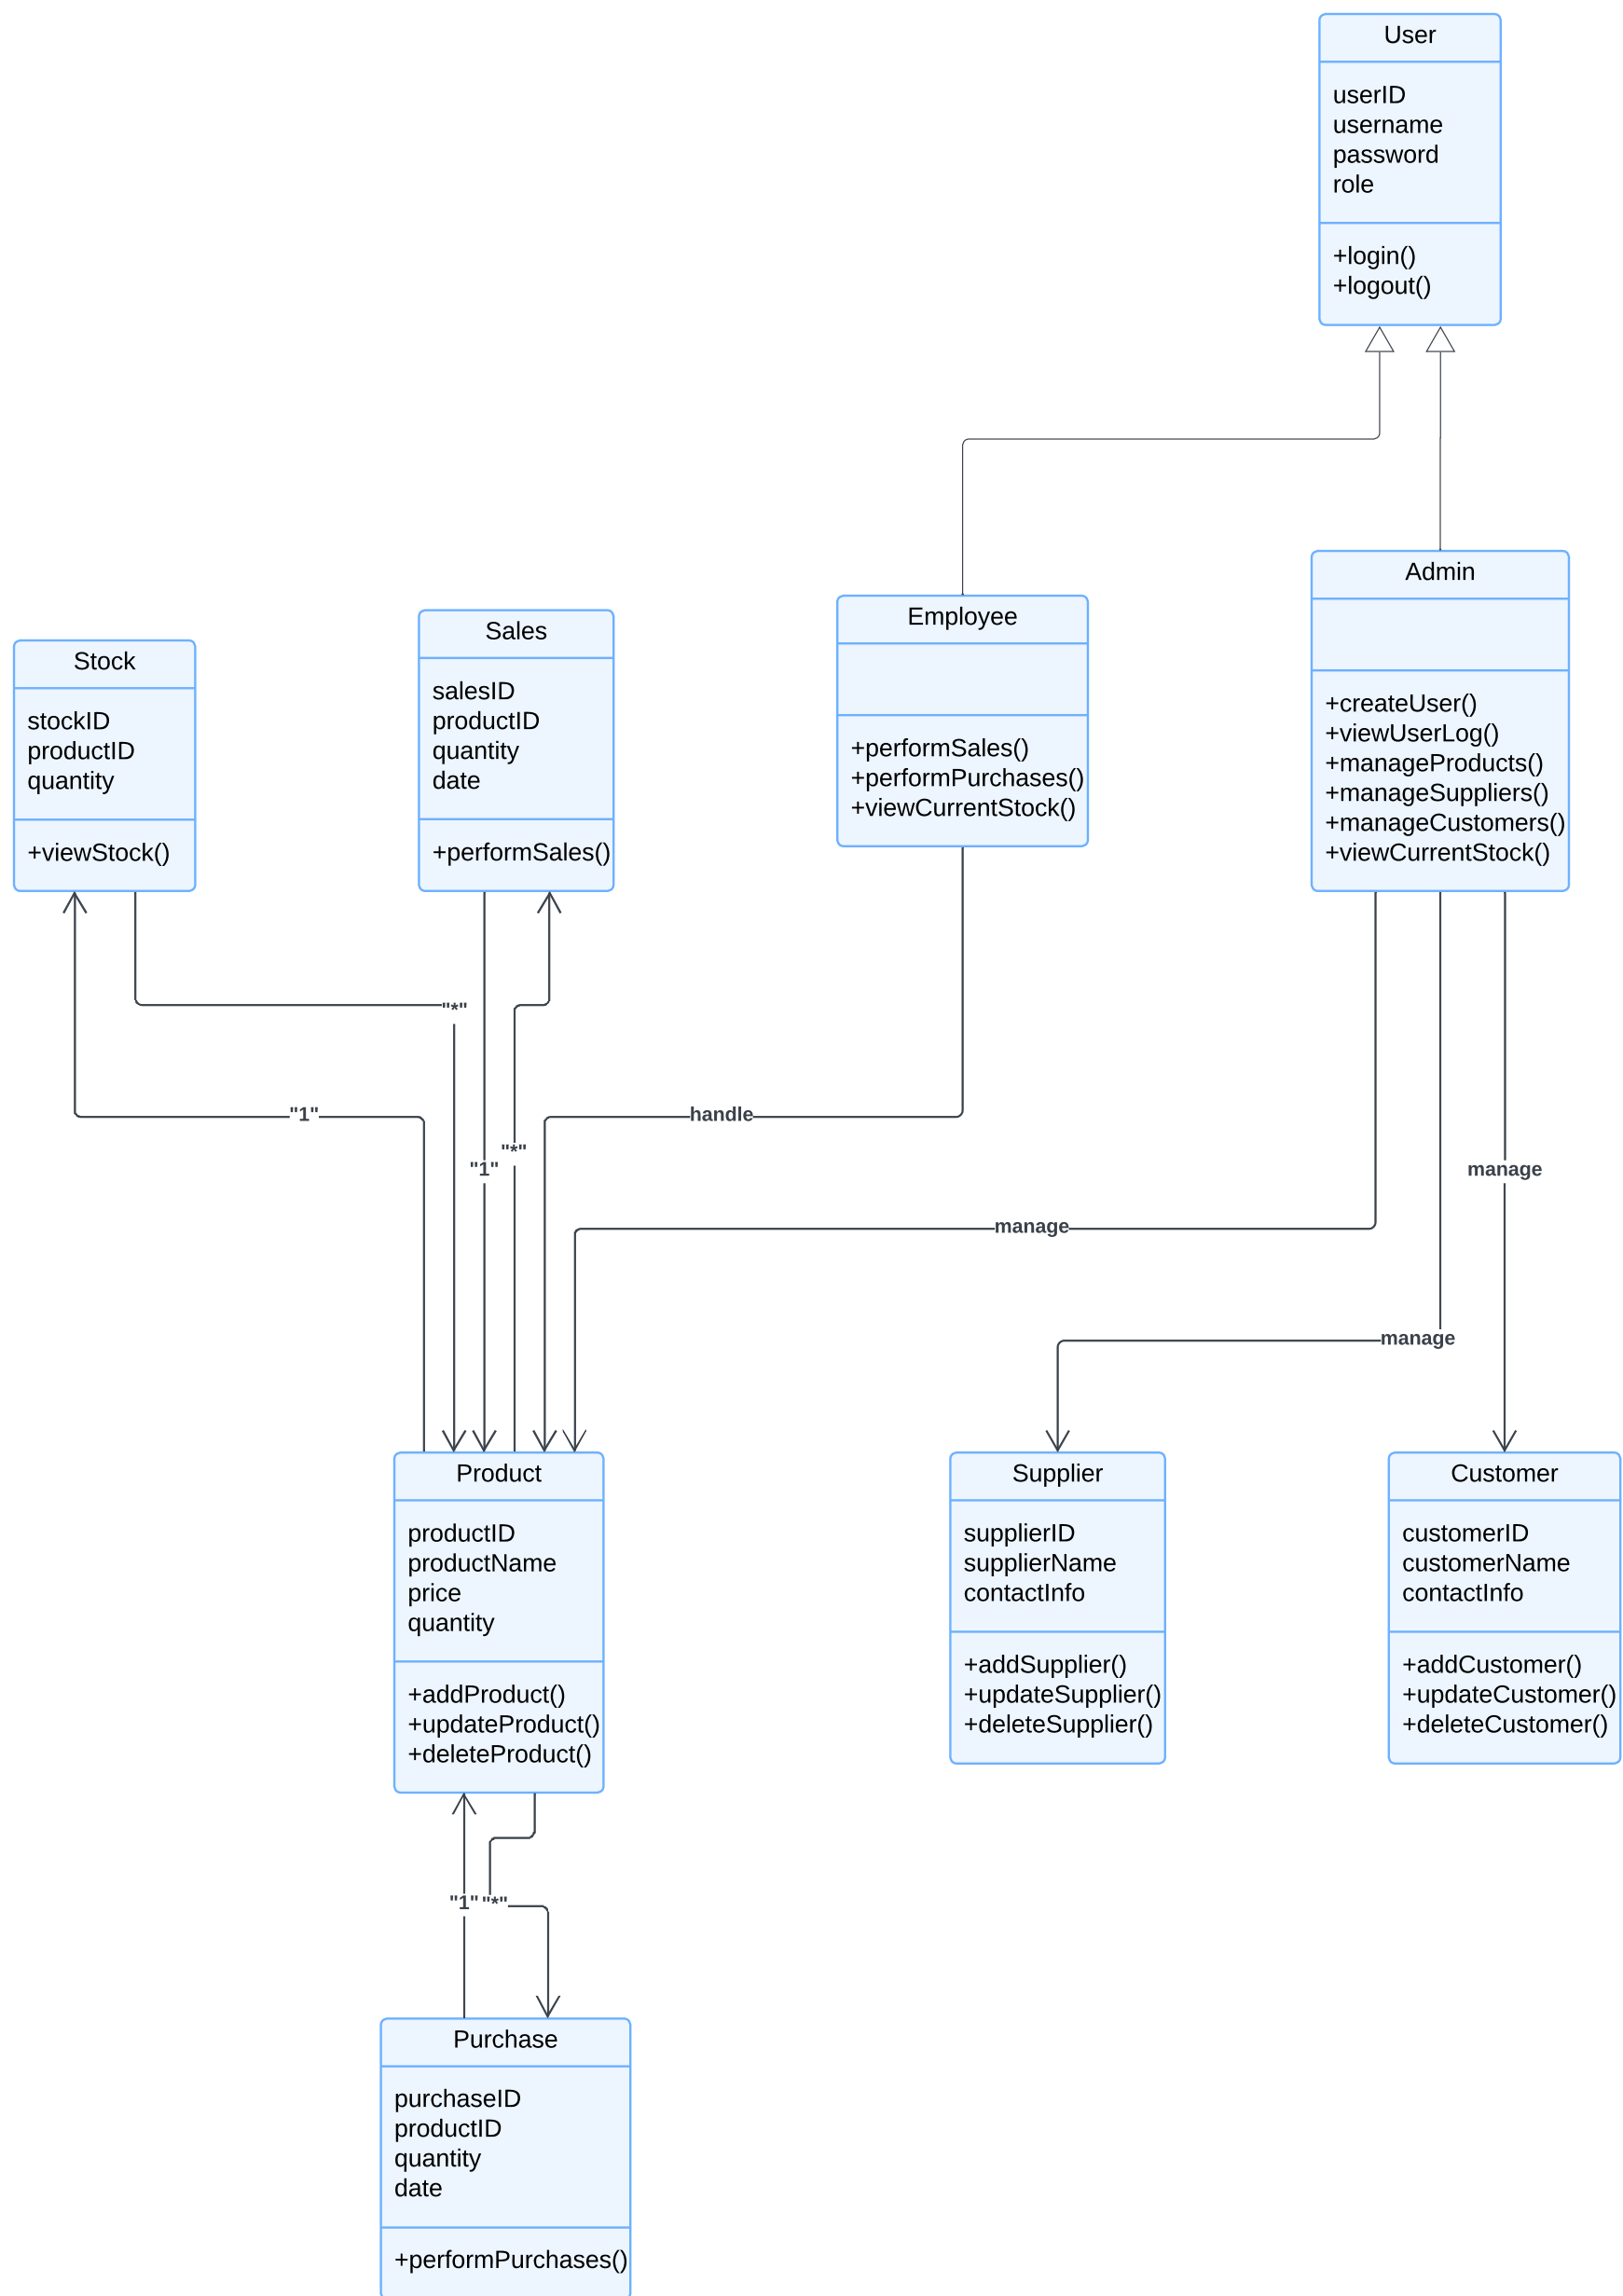 User
userID
username
password
role
+login()
+logout()
Admin
+createUser()
+viewUserLog()
+manageProducts()
+manageSuppliers()
+manageCustomers()
+viewCurrentStock()
Employee
+performSales()
+performPurchases()
+viewCurrentStock()
Sales
salesID
productID
quantity
date
+performSales()
Stock
stockID
productID
quantity
+viewStock()
"*"
"1"
handle
"*"
"1"
manage
manage
manage
Product
productID
productName
price
quantity
+addProduct()
+updateProduct()
+deleteProduct()
Supplier
supplierID
supplierName
contactInfo
+addSupplier()
+updateSupplier()
+deleteSupplier()
Customer
customerID
customerName
contactInfo
+addCustomer()
+updateCustomer()
+deleteCustomer()
"1"
"*"
Purchase
purchaseID
productID
quantity
date
+performPurchases()